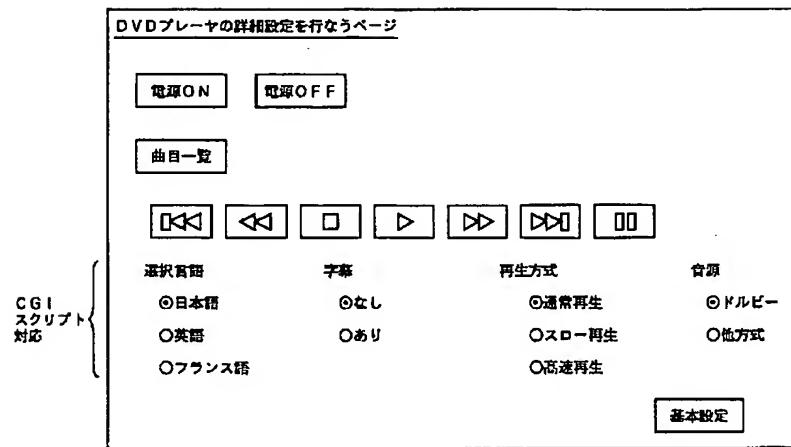 DVDプレーヤの詳細設定を行なうページ
電源ON 電源OFF
曲目一覧
選択言語 字幕 再生方式 音源
CGI
スクリプト
対応
◎日本語 ◎なし ◎通常再生 ◎ドルビー
○英語 ○あり ○スロー再生 ○他方式
○フランス語 ○高速再生
基本設定